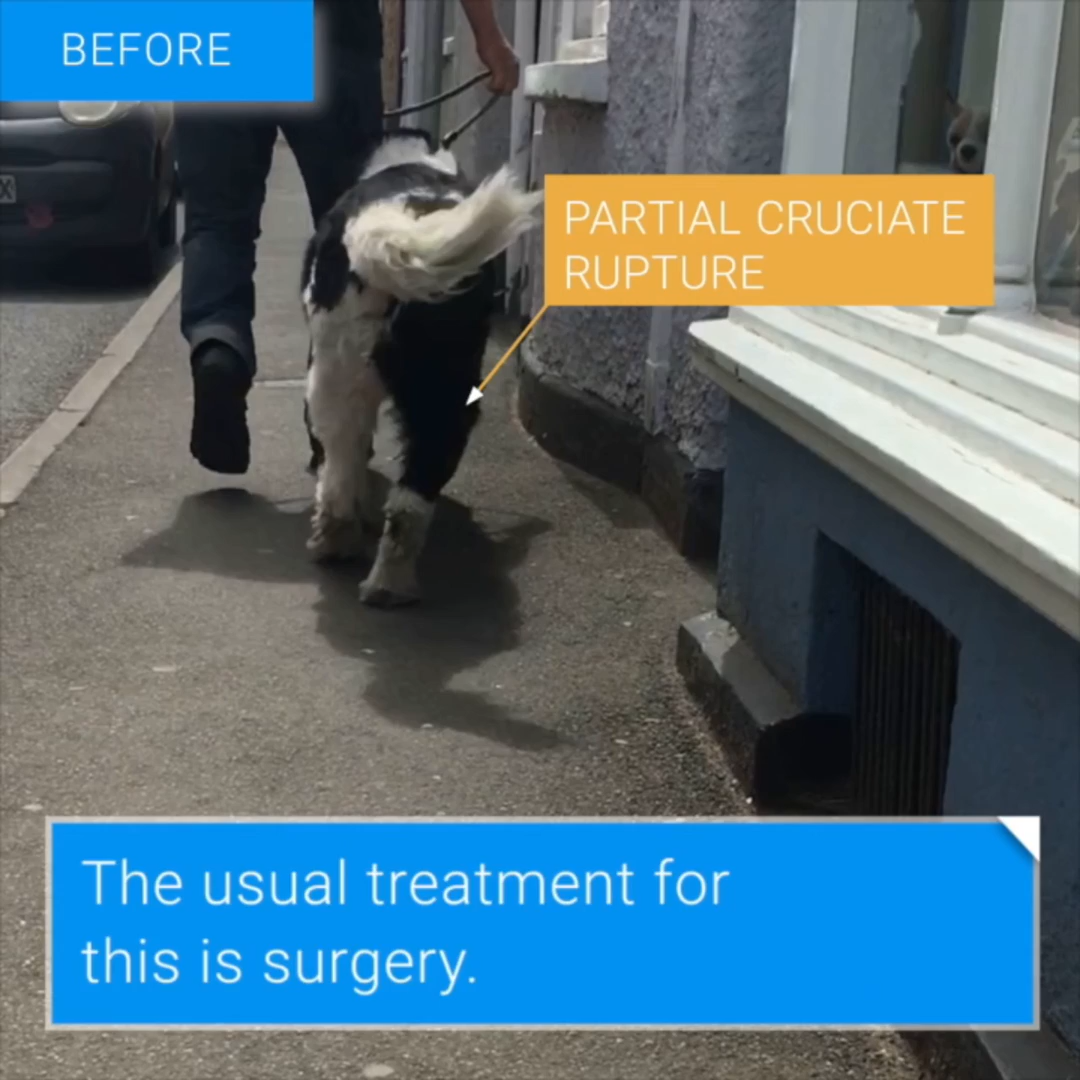 BEFORE
PARTIAL CRUCIATE
RUPTURE
The usual treatment for
this is surgery.